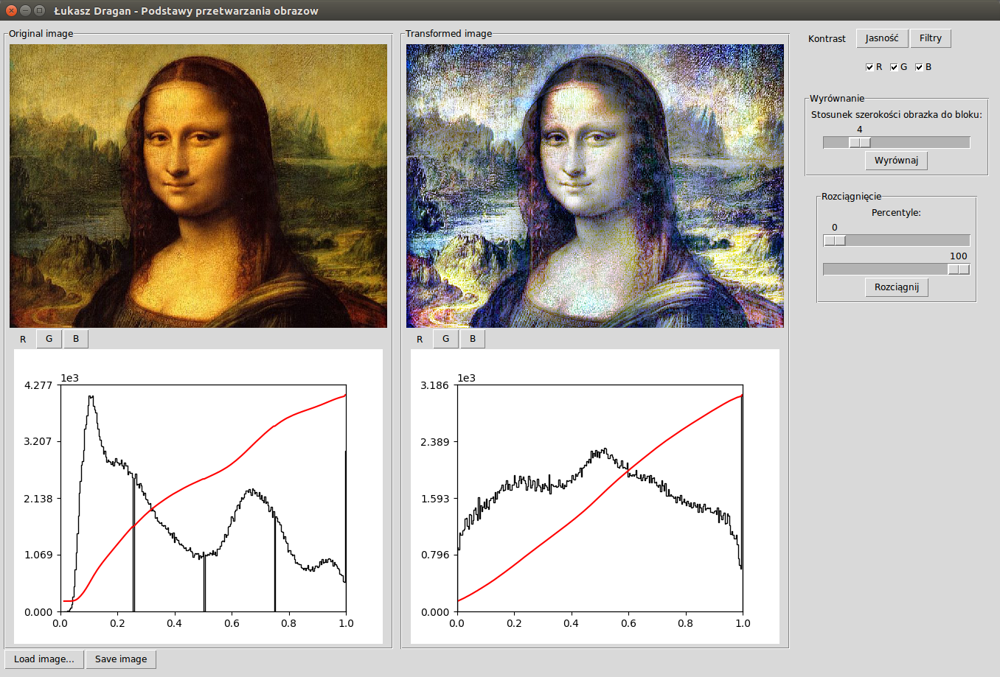 Łukasz Dragan - Podstawy przetwarzania obrazow
Original image
Transformed image
Kontrast Jasność Filtry
R G B
Wyrównanie
Stosunek szerokości obrazka do bloku:
4
Wyrównaj
Rozciągnięcie
Percentyle:
0
100
Rozciągnij
R G B
1e3
4.277
3.207
2.138
1.069
0.000
0.0 0.2 0.4 0.6 0.8 1.0
R G B
1e3
3.186
2.389
1.593
0.796
0.000
0.0 0.2 0.4 0.6 0.8 1.0
Load image... Save image